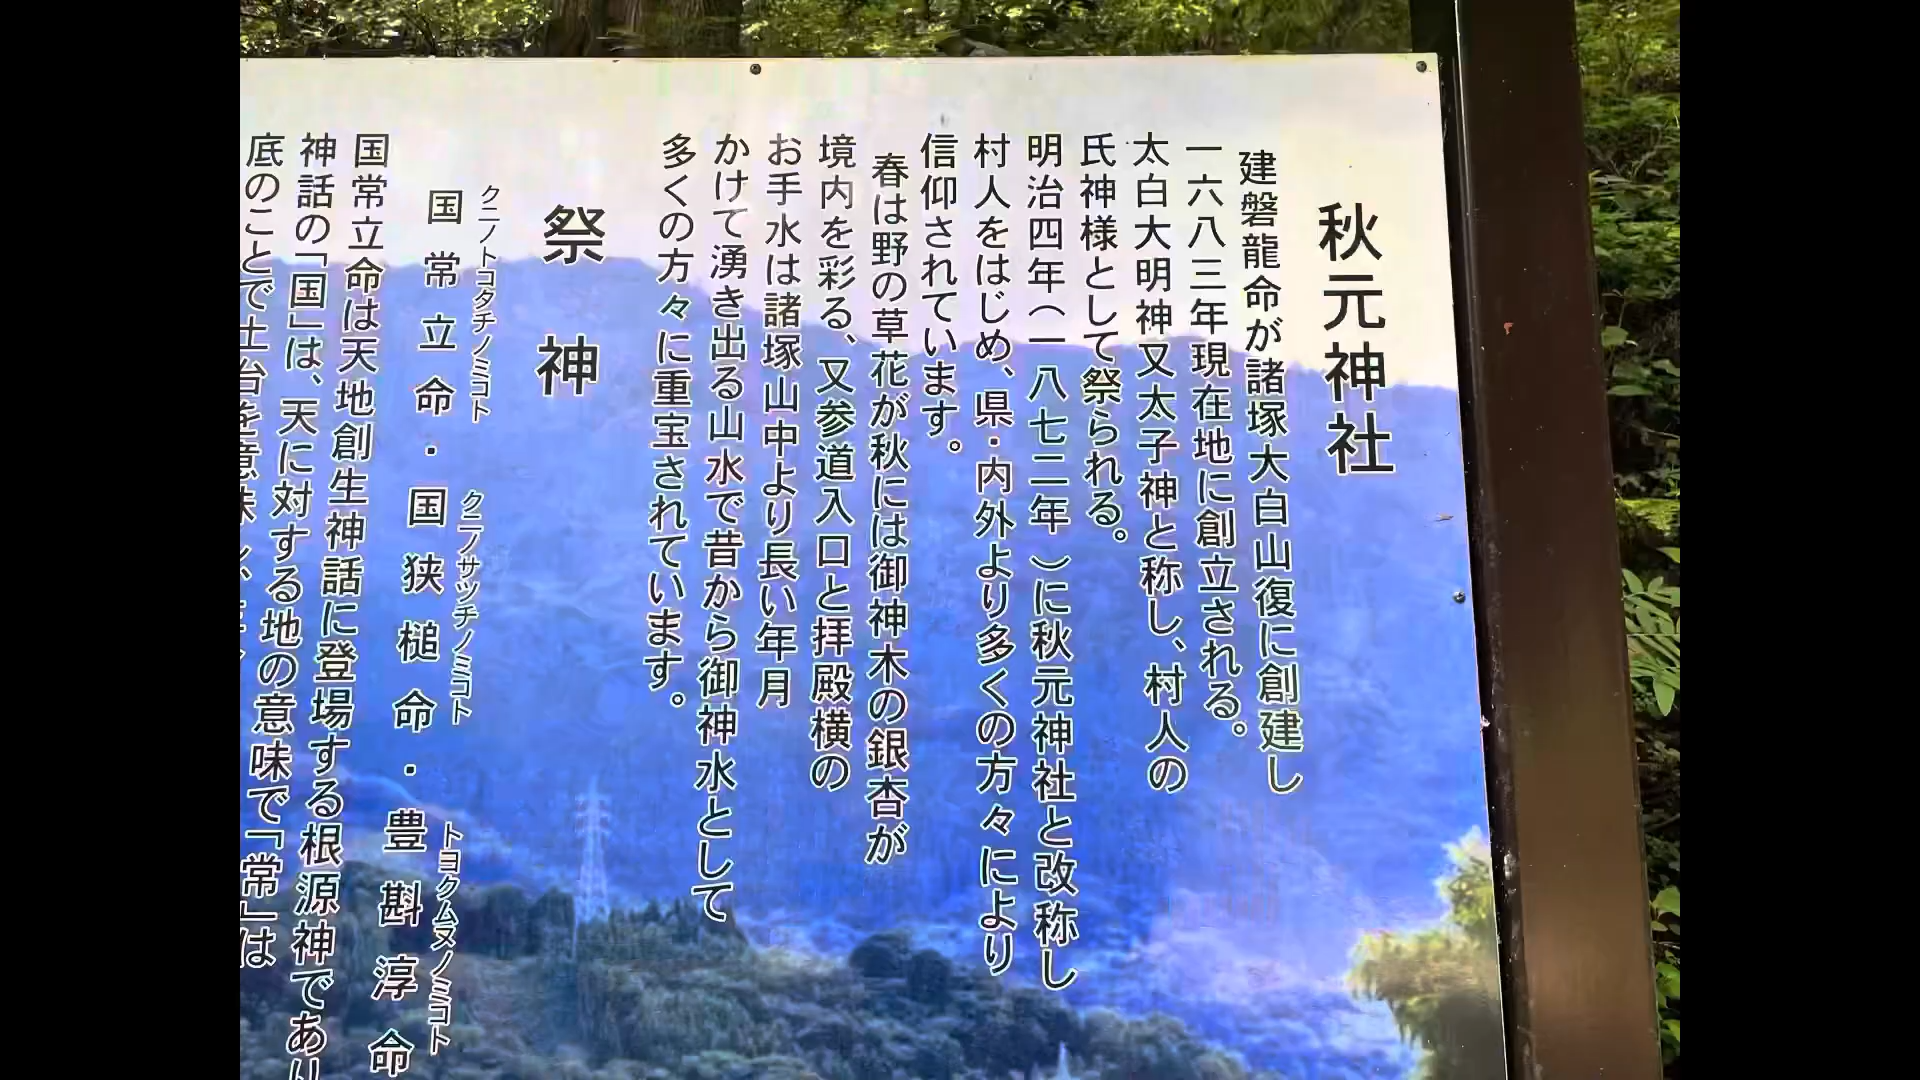 秋元神社
建磐龍命が諸塚大白山復に創建し
一六八三年現在地に創立される。
太白大明神又太子神と称し、村人の
氏神様として祭られる。
明治四年(一八七二年)に秋元神社と改称し
村人をはじめ、県・内外より多くの方々により
信仰されています。
春は野の草花が秋には御神木の銀杏が
境内を彩る、又参道入口と拝殿横の
お手水は諸塚山中より長い年月
かけて湧き出る山水で昔から御神水として
多くの方々に重宝されています。
祭神
クニノトコタチノミコト クニノサツチノミコト トヨクムヌノミコト
国常立命・国狭槌命・豊斟淳命
国常立命は天地創生神話に登場する根源神であり
神話の「国」は、天に対する地の意味で「常」は
底のことで土台を意味し、